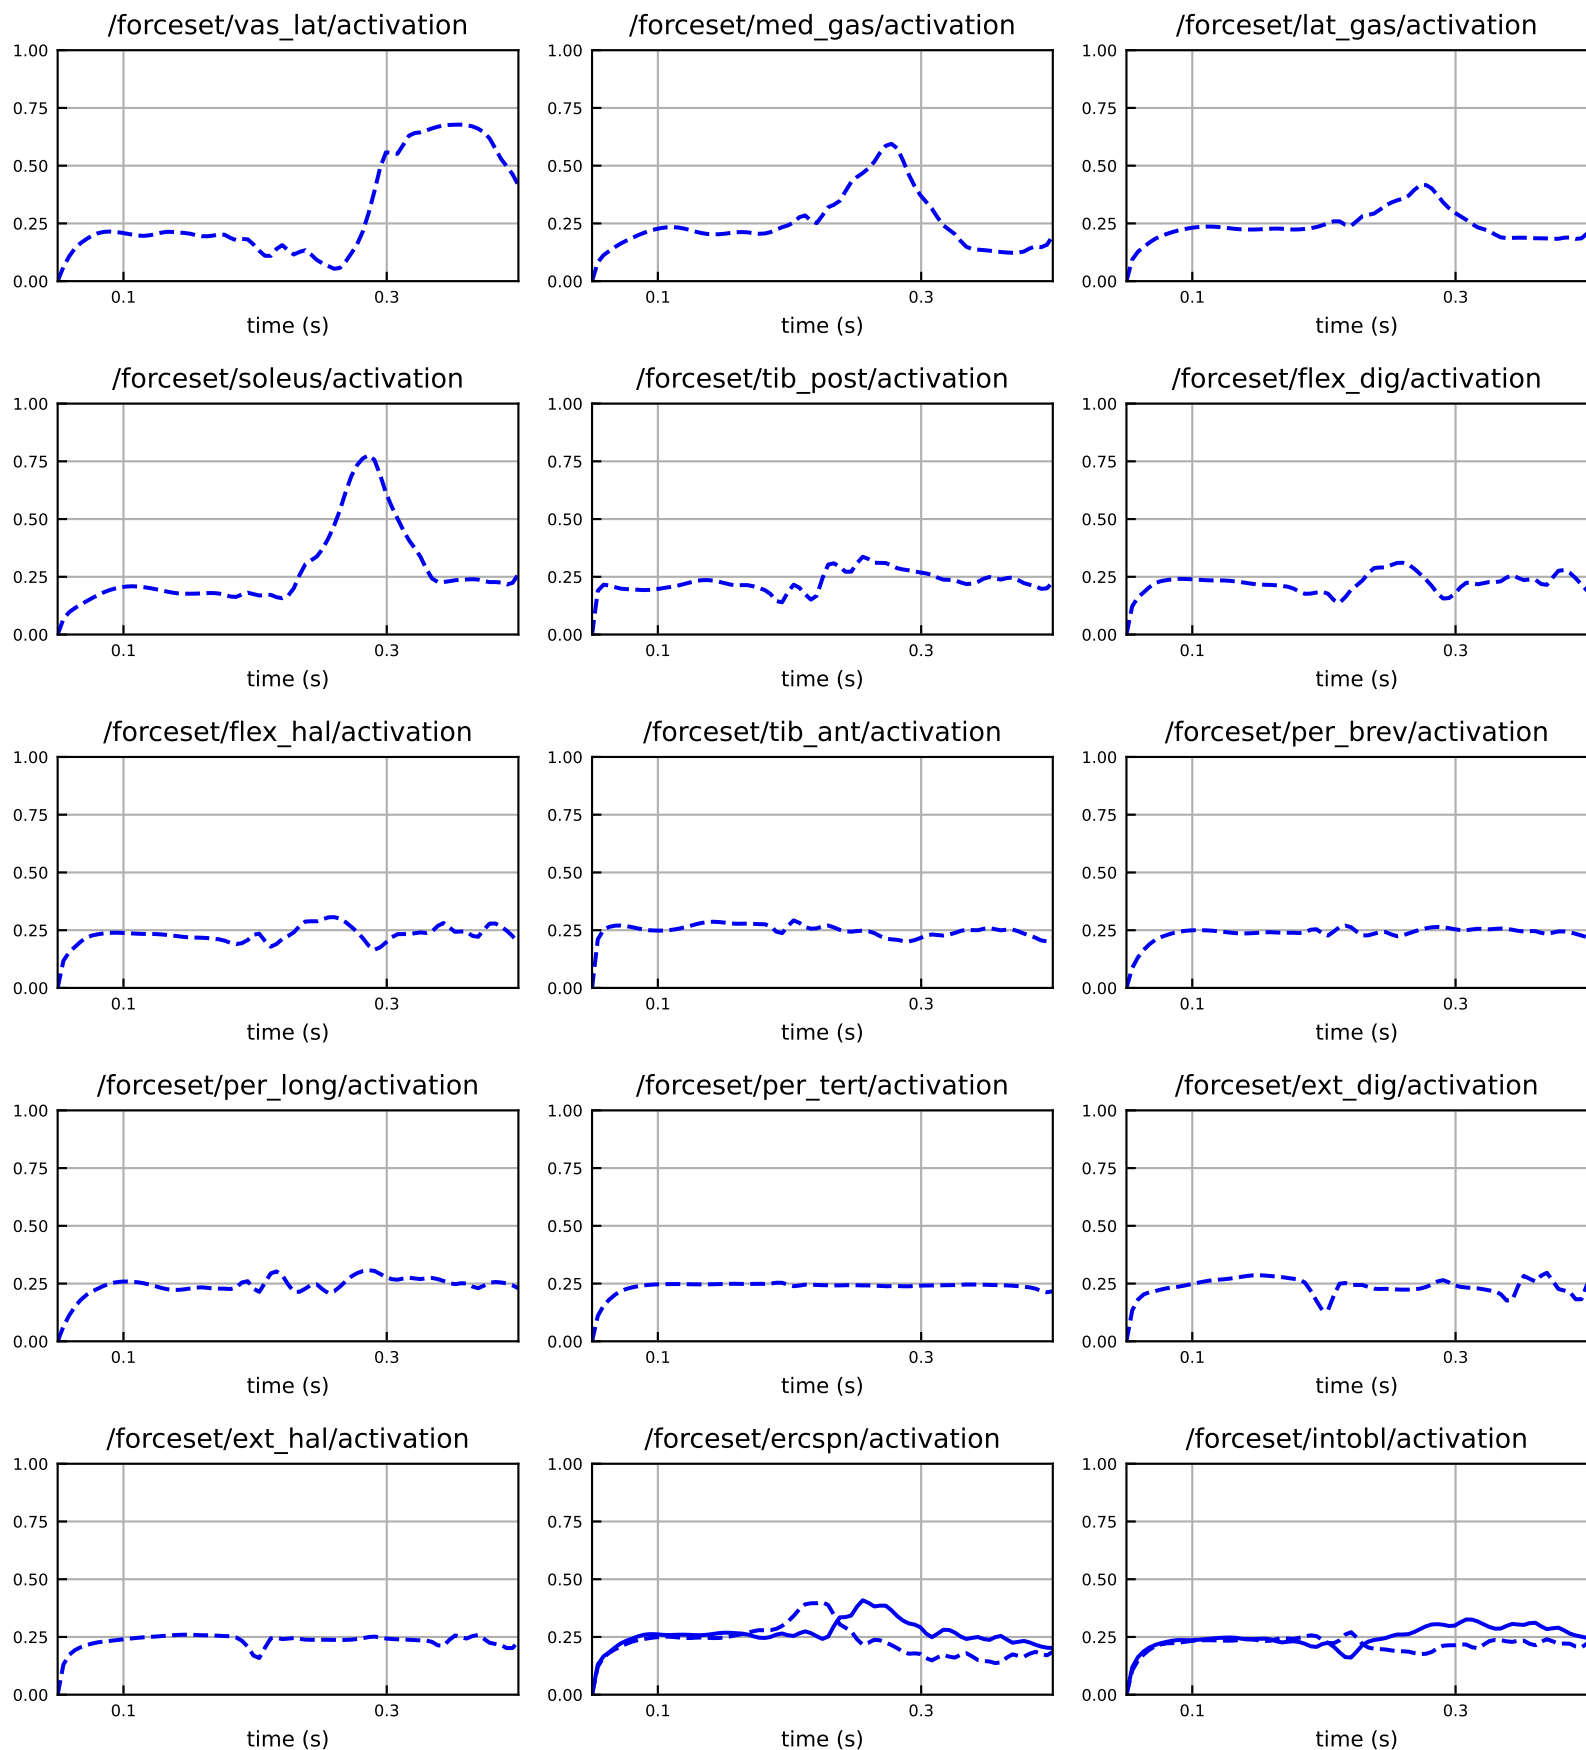 /forceset/vas_lat/activation /forceset/med_gas/activation /forceset/lat_gas/activation
1.00 1.00 1.00
0.75 0.75 0.75
0.50 0.50 0.50
0.25 0.25 0.25
0.00 0.00 0.00
0.1 0.3 0.1 0.3 0.1 0.3
time (s) time (s) time (s)
/forceset/soleus/activation /forceset/tib_post/activation /forceset/flex_dig/activation
1.00 1.00 1.00
0.75 0.75 0.75
0.50 0.50 0.50
0.25 0.25 0.25
0.00 0.00 0.00
0.1 0.3 0.1 0.3 0.1 0.3
time (s) time (s) time (s)
/forceset/flex_hal/activation /forceset/tib_ant/activation /forceset/per_brev/activation
1.00 1.00 1.00
0.75 0.75 0.75
0.50 0.50 0.50
0.25 0.25 0.25
0.00 0.00 0.00
0.1 0.3 0.1 0.3 0.1 0.3
time (s) time (s) time (s)
/forceset/per_long/activation /forceset/per_tert/activation /forceset/ext_dig/activation
1.00 1.00 1.00
0.75 0.75 0.75
0.50 0.50 0.50
0.25 0.25 0.25
0.00 0.00 0.00
0.1 0.3 0.1 0.3 0.1 0.3
time (s) time (s) time (s)
/forceset/ext_hal/activation /forceset/ercspn/activation /forceset/intobl/activation
1.00 1.00 1.00
0.75 0.75 0.75
0.50 0.50 0.50
0.25 0.25 0.25
0.00 0.00 0.00
0.1 0.3 0.1 0.3 0.1 0.3
time (s) time (s) time (s)